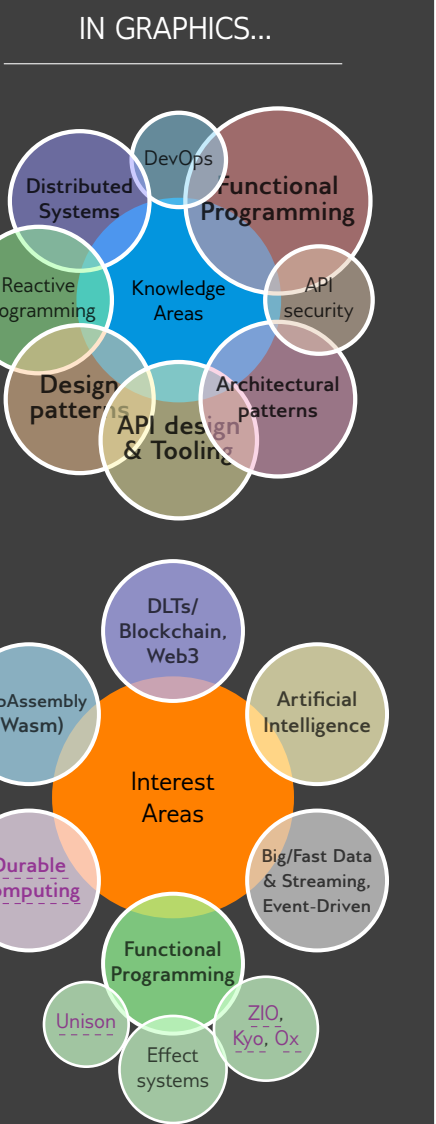 IN GRAPHICS...
DevOps
Distributed
Systems
Functional
Programming
Reactive
ogramming
Knowledge
Areas
API
security
Design
patterns
Architectural
patterns
API design
& Tooling
DLTs/
Blockchain,
Web3
oAssembly
Wasm)
Artificial
Intelligence
Interest
Areas
Durable
omputing
Big/Fast Data
& Streaming,
Event-Driven
Functional
Programming
Unison
ZIO,
Kyo, Ox
Effect
systems